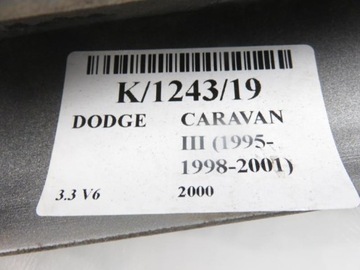 K/1243/19
DODGE CARAVAN
III (1995-
1998-2001)
3.3 V6 2000